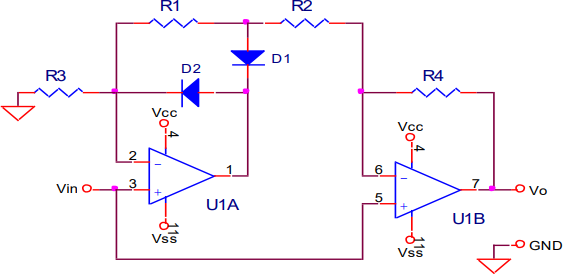 R1
R2
D1
R3
D2
R4
Vcc
4
Vcc
4
2
-
1
6
-
7
Vin
3
+
5
+
Vo
U1A
U1B
11
Vss
11
Vss
GND